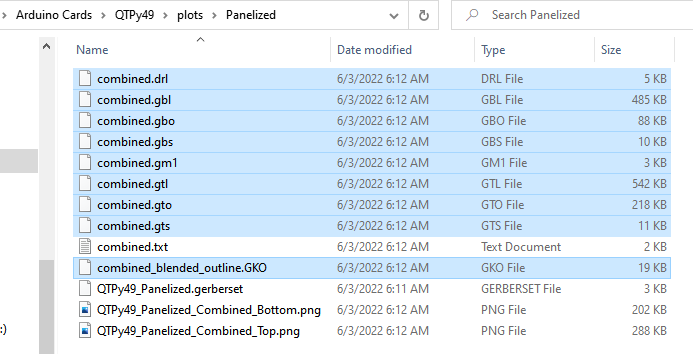 Arduino Cards > QTPy49 > plots > Panelized Search Panelized
Name Date modified Type Size
combined.drl 6/3/2022 6:12 AM DRL File 5 KB
combined.gbl 6/3/2022 6:12 AM GBL File 485 KB
combined.gbo 6/3/2022 6:12 AM GBO File 88 KB
combined.gbs 6/3/2022 6:12 AM GBS File 10 KB
combined.gm1 6/3/2022 6:12 AM GM1 File 3 KB
combined.gtl 6/3/2022 6:12 AM GTL File 542 KB
combined.gto 6/3/2022 6:12 AM GTO File 218 KB
combined.gts 6/3/2022 6:12 AM GTS File 11 KB
combined.txt 6/3/2022 6:12 AM Text Document 2 KB
combined_blended_outline.GKO 6/3/2022 6:12 AM GKO File 19 KB
QTPy49_Panelized.gerberset 6/3/2022 6:11 AM GERBERSET File 3 KB
QTPy49_Panelized_Combined_Bottom.png 6/3/2022 6:12 AM PNG File 202 KB
:) QTPy49_Panelized_Combined_Top.png 6/3/2022 6:12 AM PNG File 288 KB